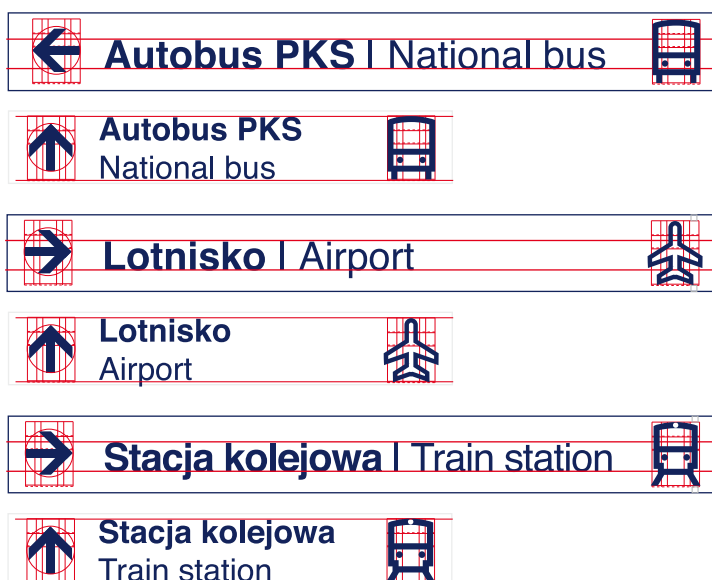 Autobus PKS | National bus
Autobus PKS
National bus
Lotnisko | Airport
Lotnisko
Airport
Stacja kolejowa | Train station
Stacja kolejowa
Train station